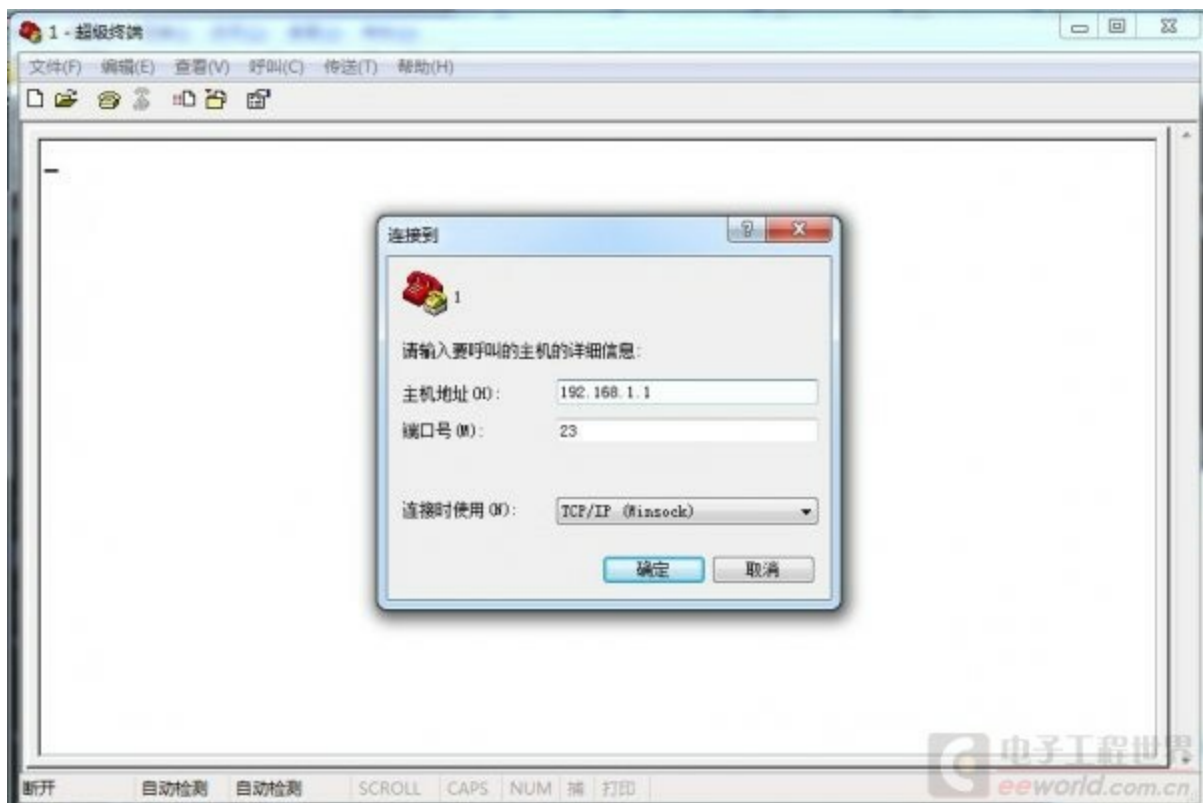 1 - 超级终端
文件(F) 编辑(E) 查看(V) 呼叫(C) 传送(T) 帮助(H)
连接到
1
请输入要呼叫的主机的详细信息:
主机地址(H): 192.168.1.1
端口号(M): 23
连接时使用(N): TCP/IP (Winsock)
确定 取消
电子工程世界
eeworld.com.cn
断开 自动检测 自动检测 SCROLL CAPS NUM 捕 打印